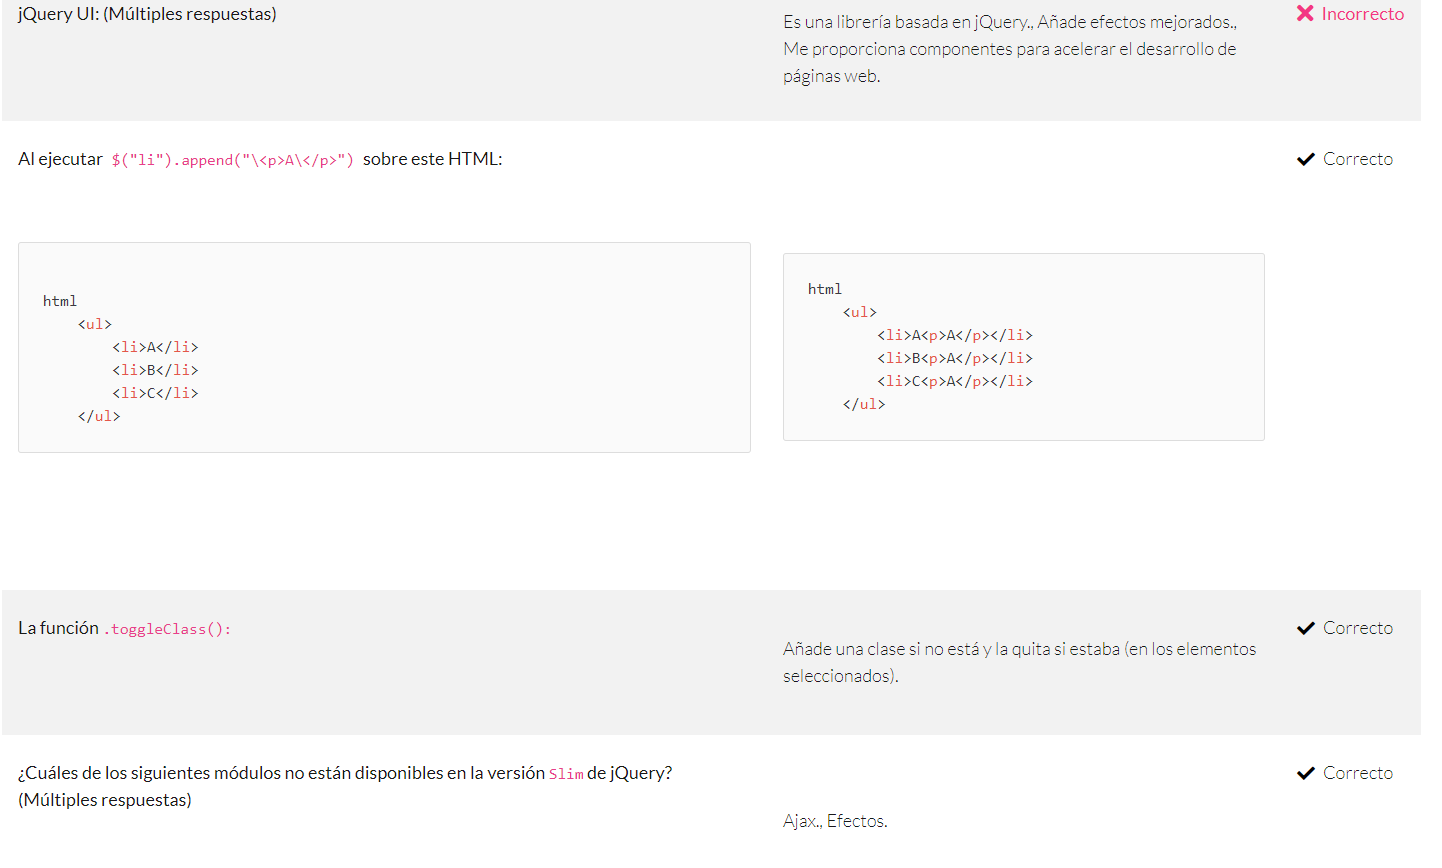 jQuery UI: (Múltiples respuestas)
Es una librería basada en jQuery., Añade efectos mejorados.,
Me proporciona componentes para acelerar el desarrollo de
páginas web.
Incorrecto
Al ejecutar $("li").append("\<p>A\</p>") sobre este HTML:
Correcto
html
<ul>
<li>A</li>
<li>B</li>
<li>C</li>
</ul>
html
<ul>
<li>A<p>A</p></li>
<li>B<p>A</p></li>
<li>C<p>A</p></li>
</ul>
La función .toggleClass():
Añade una clase si no está y la quita si estaba (en los elementos
seleccionados).
Correcto
¿Cuáles de los siguientes módulos no están disponibles en la versión Slim de jQuery?
(Múltiples respuestas)
Ajax., Efectos.
Correcto